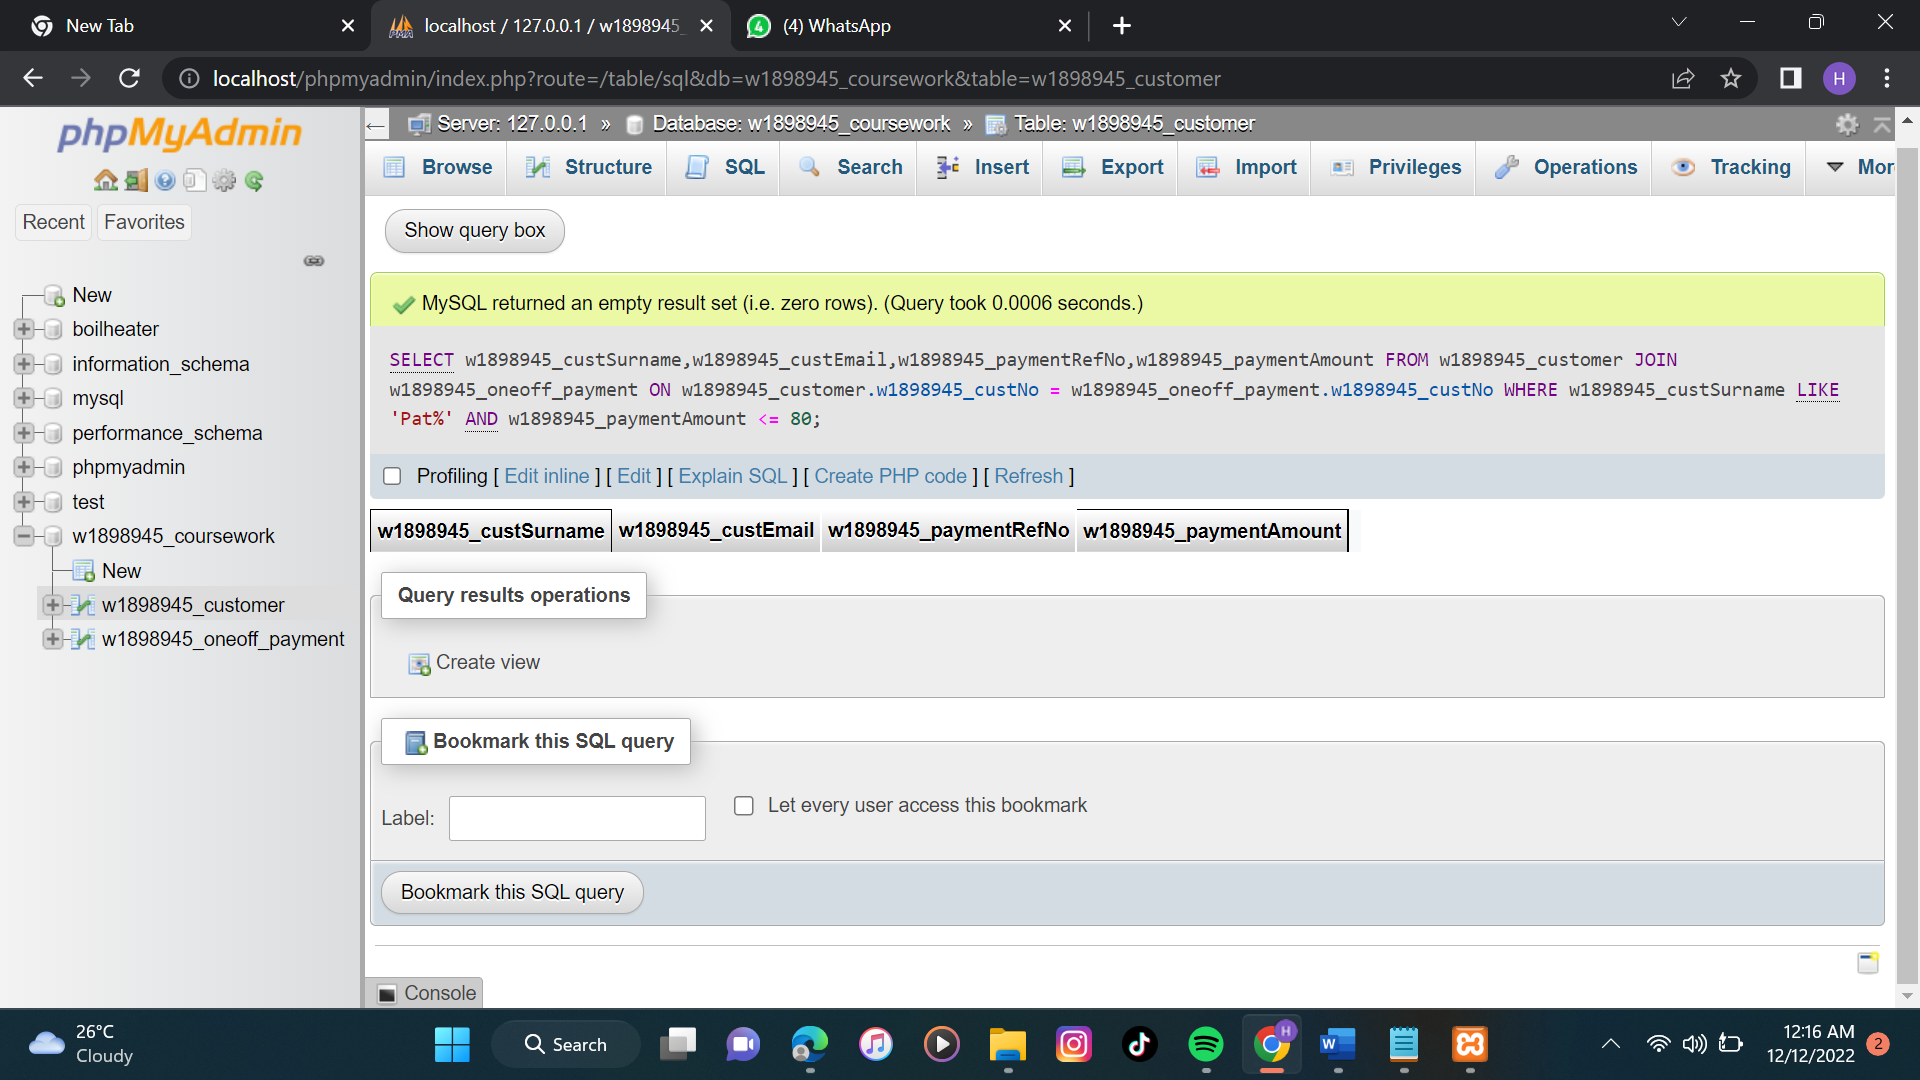 New Tab
localhost / 127.0.0.1 / w1898945_
(4) WhatsApp
localhost/phpmyadmin/index.php?route=/table/sql&db=w1898945_coursework&table=w1898945_customer
H
phpMyAdmin
Recent
Favorites
New
boilheater
information_schema
mysql
performance_schema
phpmyadmin
test
w1898945_coursework
New
w1898945_customer
w1898945_oneoff_payment
Server: 127.0.0.1 » Database: w1898945_coursework » Table: w1898945_customer
Browse Structure SQL Search Insert Export Import Privileges Operations Tracking Mor
Show query box
MySQL returned an empty result set (i.e. zero rows). (Query took 0.0006 seconds.)
SELECT w1898945_custSurname,w1898945_custEmail,w1898945_paymentRefNo,w1898945_paymentAmount FROM w1898945_customer JOIN
w1898945_oneoff_payment ON w1898945_customer.w1898945_custNo = w1898945_oneoff_payment.w1898945_custNo WHERE w1898945_custSurname LIKE
'Pat%' AND w1898945_paymentAmount <= 80;
Profiling [ Edit inline ] [ Edit ] [ Explain SQL ] [ Create PHP code ] [ Refresh ]
w1898945_custSurname w1898945_custEmail w1898945_paymentRefNo w1898945_paymentAmount
Query results operations
Create view
Bookmark this SQL query
Label:
Let every user access this bookmark
Bookmark this SQL query
Console
26°C
Cloudy
Search
H
12:16 AM
12/12/2022
2